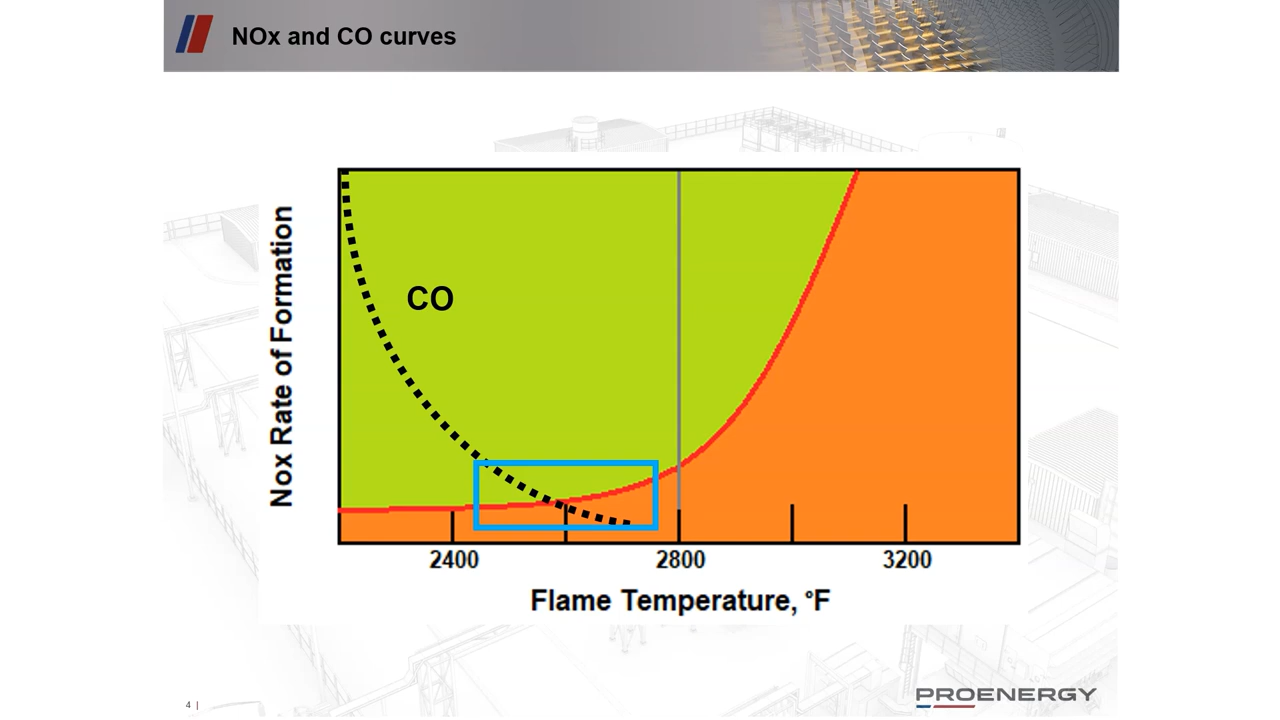 NOx and CO curves
CO
Nox Rate of Formation
2400 2800 3200
Flame Temperature, °F
4 |
PROENERGY